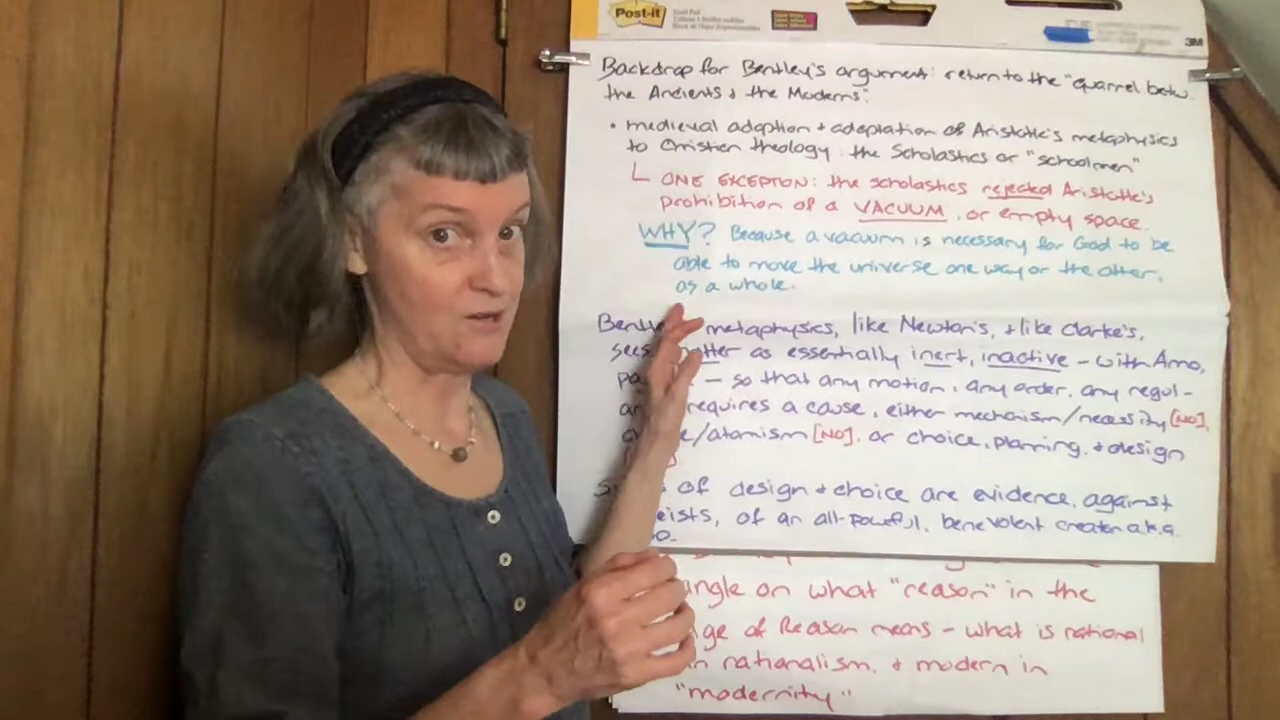 Post-it
3M
Backdrop for Bentley's argument: return to the "quarrel betw.
the Ancients + the Moderns".
• medieval adoption + adaptation of Aristotle's metaphysics
to Christian theology: the Scholastics or "schoolmen"
ONE EXCEPTION: the scholastics rejected Aristotle's
prohibition of a VACUUM, or empty space.
WHY? Because a vacuum is necessary for God to be
able to move the universe one way or the other,
as a whole.
metaphysics, like Newton's, + like Clarke's,
sees matter as essentially inert, inactive - with Amo,
- so that any motion, any order, any regul-
requires a cause, either mechanism/necessity [NO],
/atomism [NO], or choice, planning, + design
of design + choice are evidence, against
of an all-powerful, benevolent creator a.k.a.
angle on what "reason" in the
of Reason means - what is rational
in rationalism, + modern in
"modernity"